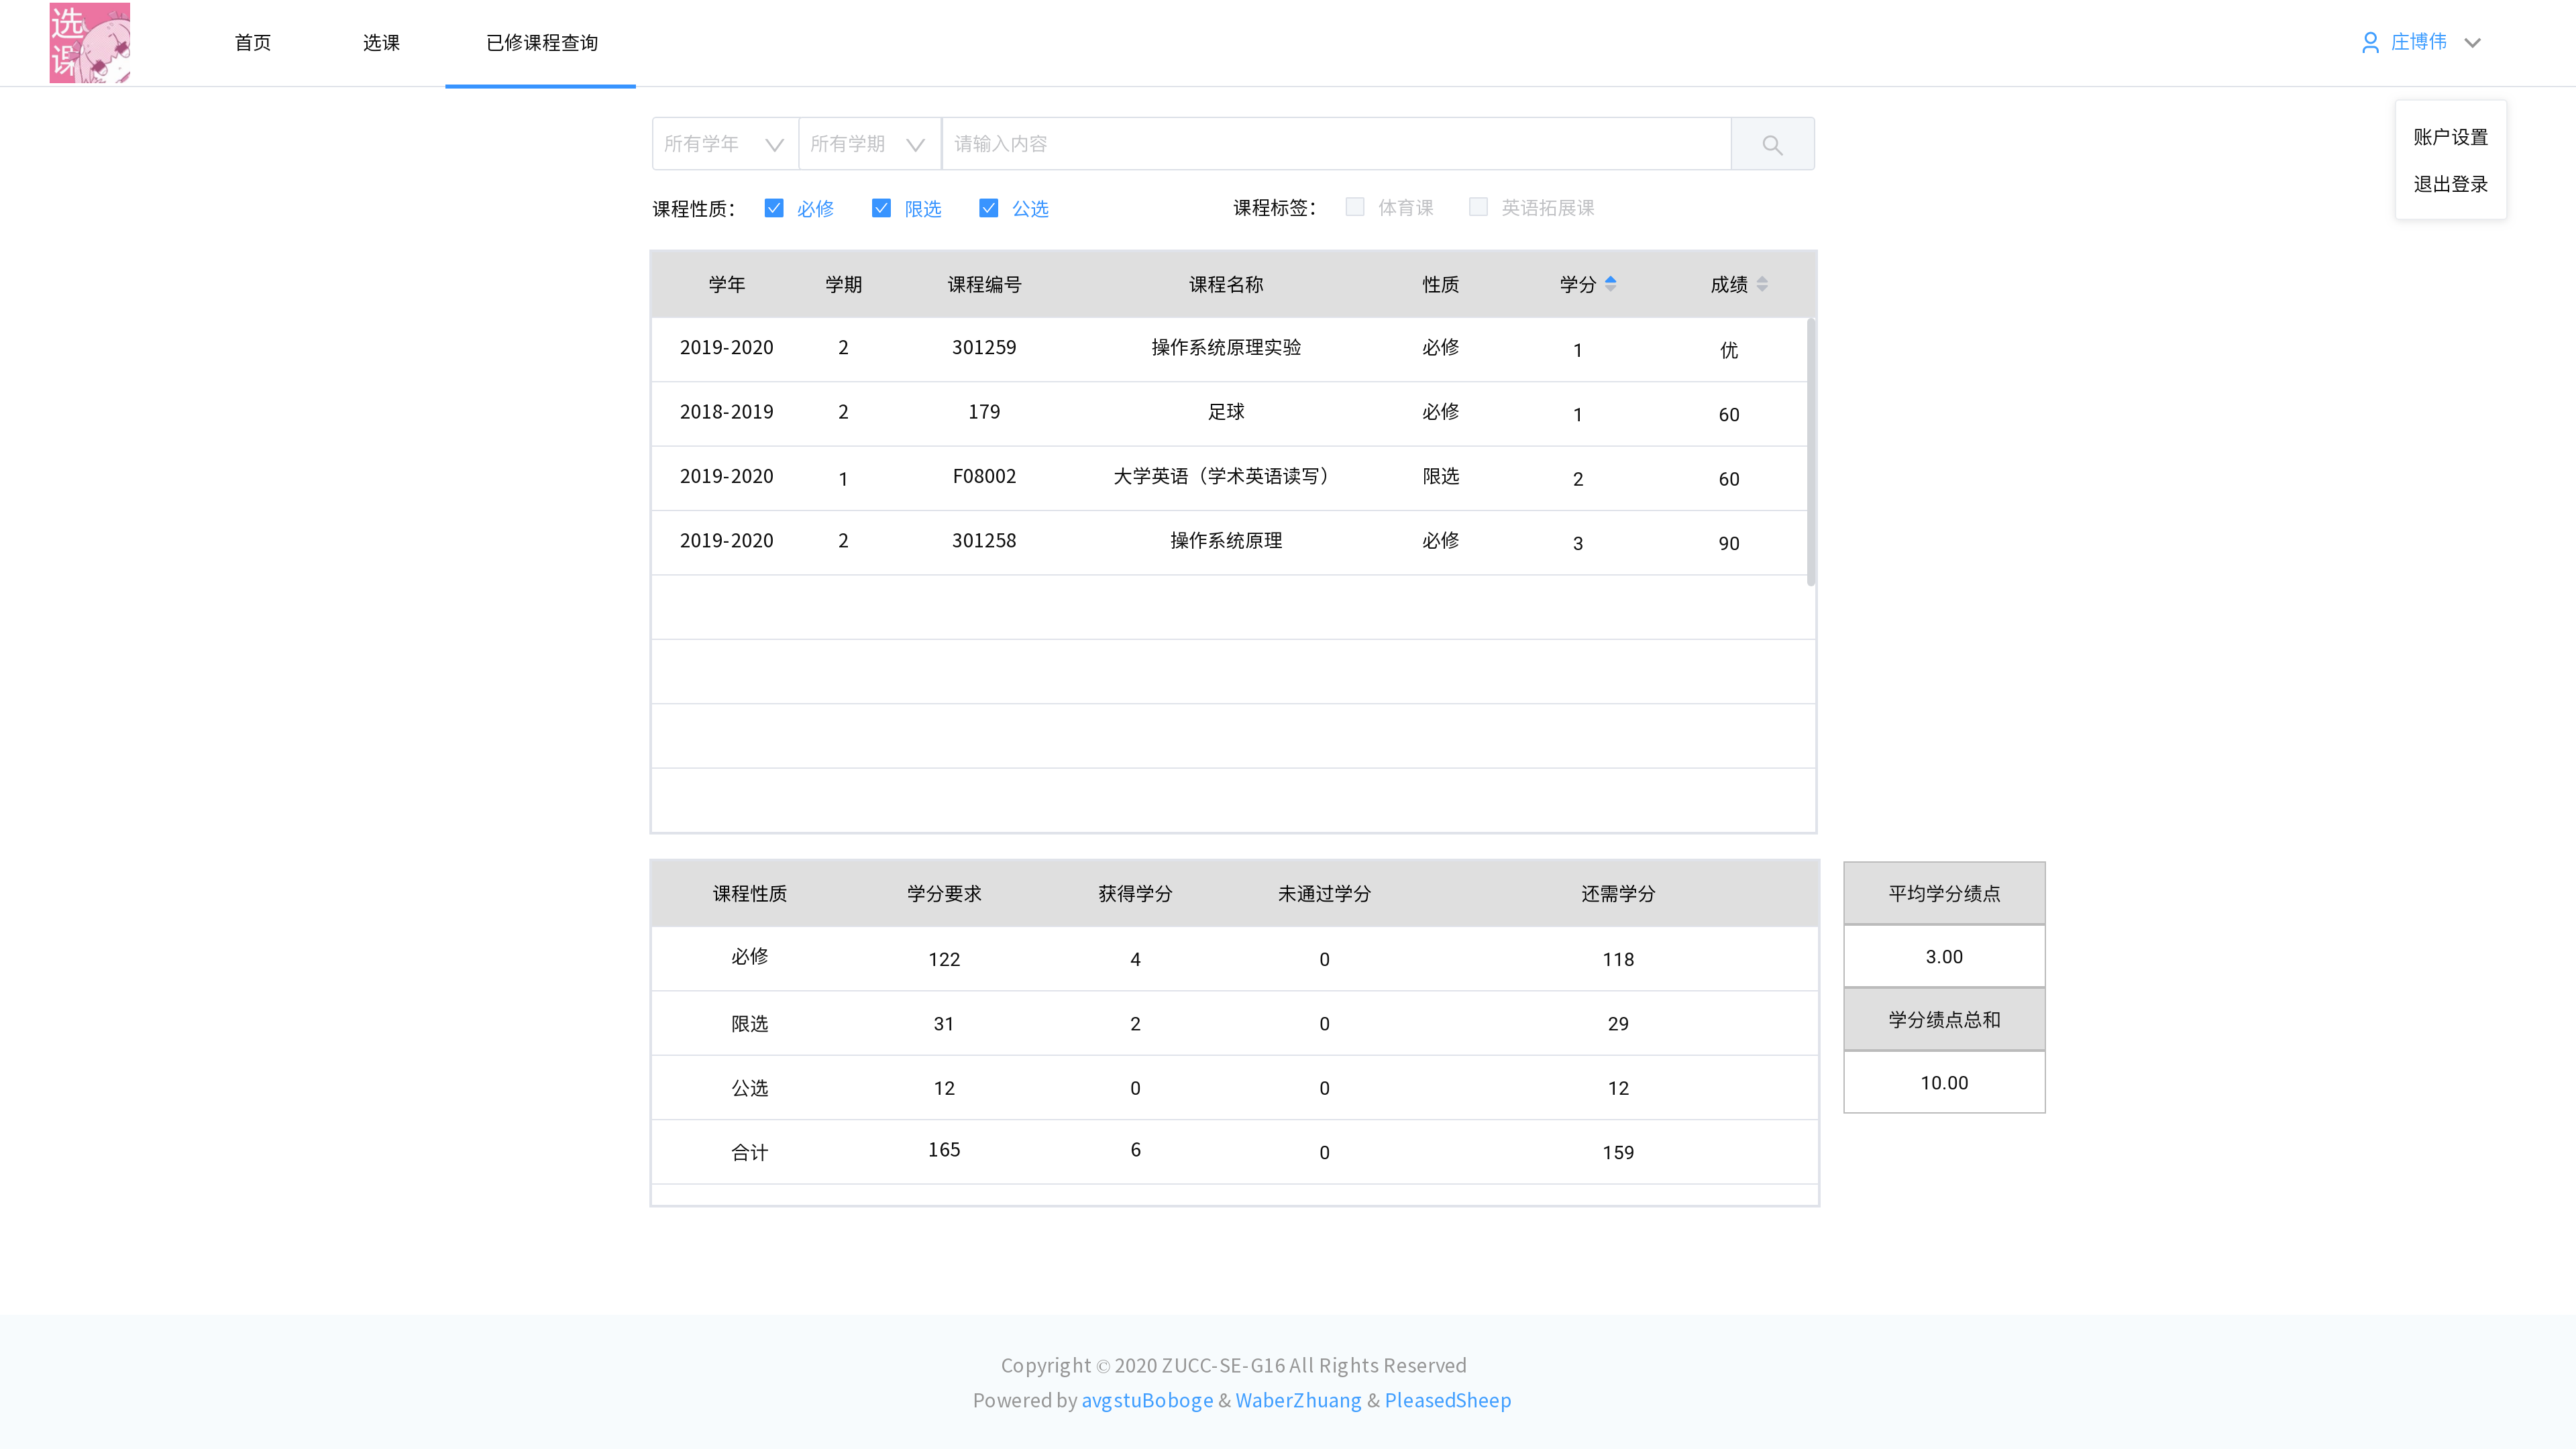 选
课
首页 选课 已修课程查询 庄博伟
账户设置
退出登录
所有学年 所有学期 请输入内容
课程性质： 必修 限选 公选 课程标签： 体育课 英语拓展课
学年 学期 课程编号 课程名称 性质 学分 成绩
2019-2020 2 301259 操作系统原理实验 必修 1 优
2018-2019 2 179 足球 必修 1 60
2019-2020 1 F08002 大学英语（学术英语读写） 限选 2 60
2019-2020 2 301258 操作系统原理 必修 3 90
课程性质 学分要求 获得学分 未通过学分 还需学分
必修 122 4 0 118
限选 31 2 0 29
公选 12 0 0 12
合计 165 6 0 159
平均学分绩点
3.00
学分绩点总和
10.00
Copyright © 2020 ZUCC-SE-G16 All Rights Reserved
Powered by avgstuBoboge & WaberZhuang & PleasedSheep